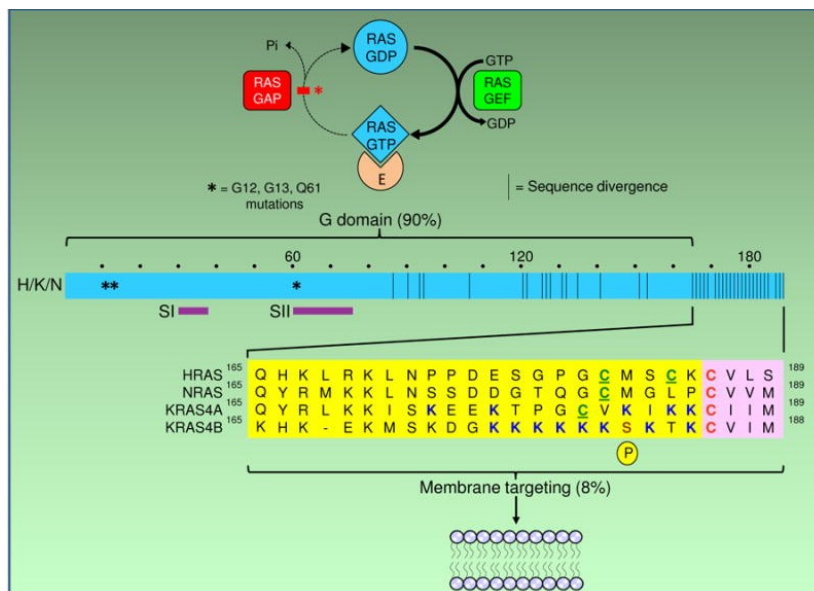 Pi
RAS
GDP
GTP
RAS
GAP
*
RAS
GEF
GDP
RAS
GTP
E
* = G12, G13, Q61
mutations
| = Sequence divergence
G domain (90%)
60 120 180
H/K/N ** *
SI SII
HRAS 165 Q H K L R K L N P P D E S G P G C M S C K C V L S 189
NRAS 165 Q Y R M K K L N S S D D G T Q G C M G L P C V V M 189
KRAS4A 165 Q Y R L K K I S K E E K T P G C V K I K K C I I M 189
KRAS4B 165 K H K - E K M S K D G K K K K K K S K T K C V I M 188
P
Membrane targeting (8%)